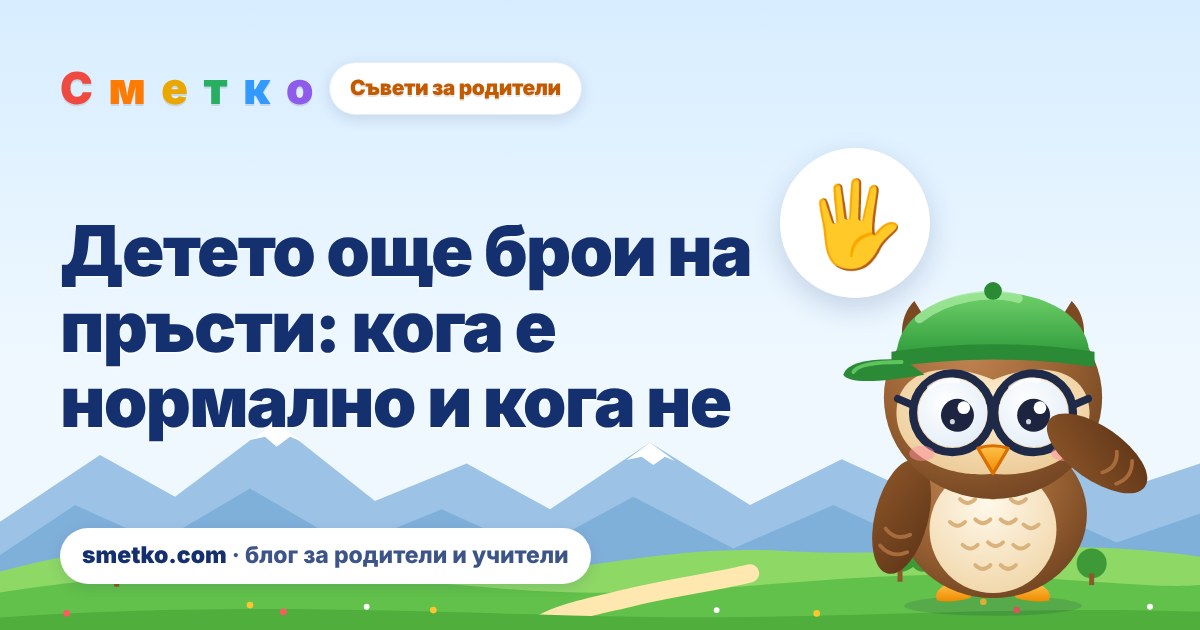 Сметко
Съвети за родители
Детето още брои на
пръсти: кога е
нормално и кога не
smetko.com · блог за родители и учители